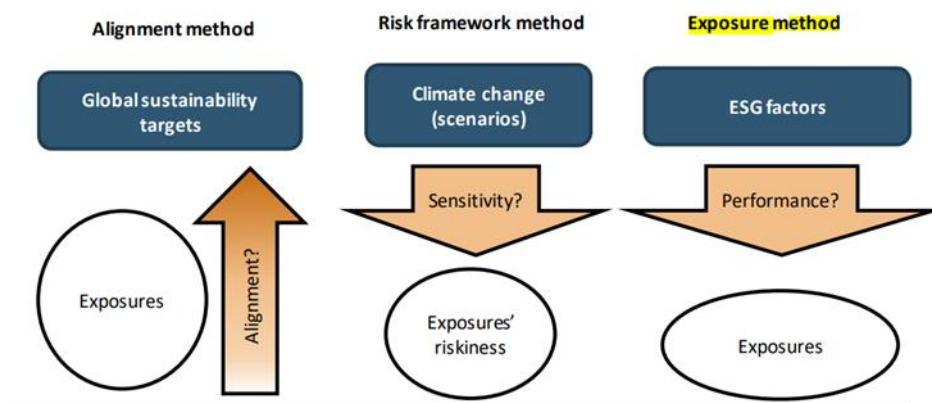 Alignment method
Risk framework method
Exposure method
Global sustainability
targets
Climate change
(scenarios)
ESG factors
Alignment?
Sensitivity?
Performance?
Exposures
Exposures'
riskiness
Exposures